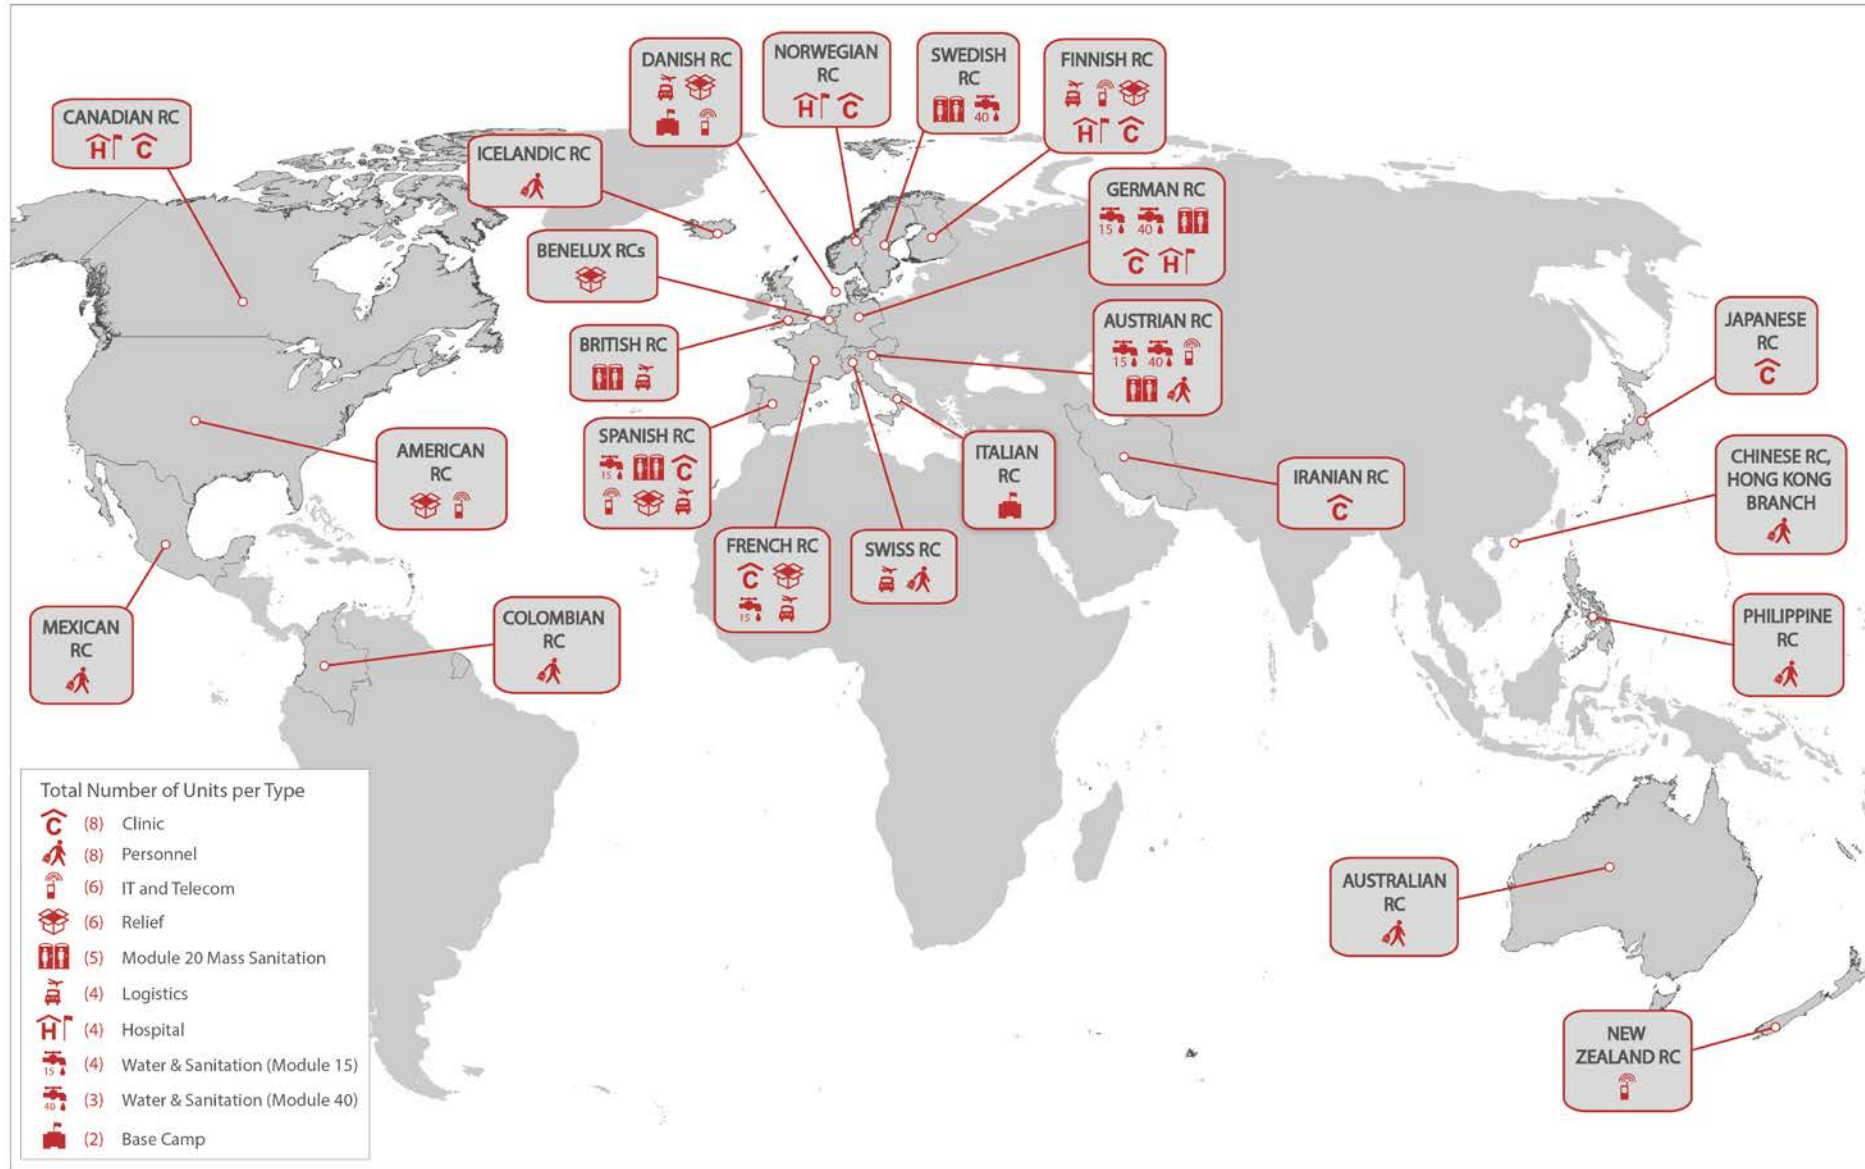 DANISH RC
NORWEGIAN
RC
H C
SWEDISH
RC
40
FINNISH RC
H C
CANADIAN RC
H C
ICELANDIC RC
GERMAN RC
15 40
C H
BENELUX RCs
BRITISH RC
AUSTRIAN RC
15 40
JAPANESE
RC
C
AMERICAN
RC
SPANISH RC
15 C
ITALIAN
RC
IRANIAN RC
C
CHINESE RC,
HONG KONG
BRANCH
FRENCH RC
C
15
SWISS RC
MEXICAN
RC
COLOMBIAN
RC
PHILIPPINE
RC
AUSTRALIAN
RC
NEW
ZEALAND RC
Total Number of Units per Type
C (8) Clinic
(8) Personnel
(6) IT and Telecom
(6) Relief
(5) Module 20 Mass Sanitation
(4) Logistics
H (4) Hospital
15 (4) Water & Sanitation (Module 15)
40 (3) Water & Sanitation (Module 40)
(2) Base Camp